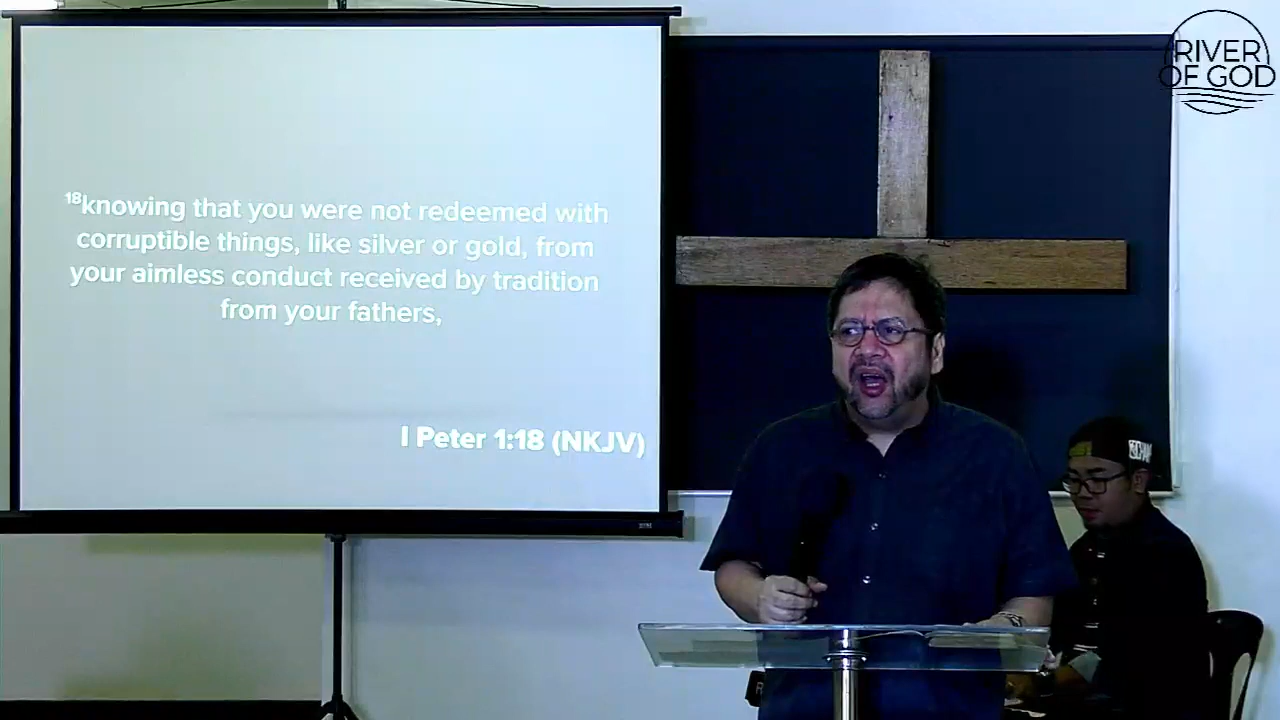 RIVER
OF GOD
¹⁸knowing that you were not redeemed with
corruptible things, like silver or gold, from
your aimless conduct received by tradition
from your fathers,
I Peter 1:18 (NKJV)